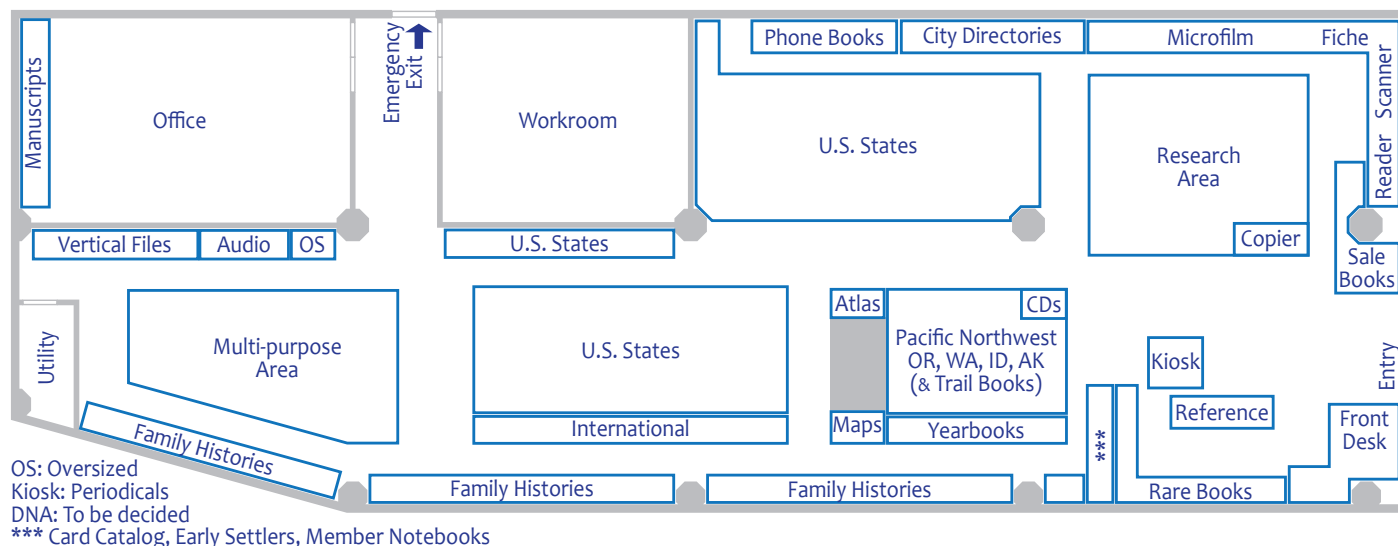 Manuscripts
Office
Emergency
Exit
Workroom
Phone Books
City Directories
Microfilm
Fiche
Reader Scanner
U.S. States
Research
Area
Copier
Sale
Books
Vertical Files
Audio
OS
U.S. States
Utility
Multi-purpose
Area
U.S. States
International
Atlas
Maps
CDs
Pacific Northwest
OR, WA, ID, AK
(& Trail Books)
Yearbooks
Kiosk
Reference
Entry
Front
Desk
***
Rare Books
Family Histories
Family Histories
Family Histories
OS: Oversized
Kiosk: Periodicals
DNA: To be decided
*** Card Catalog, Early Settlers, Member Notebooks